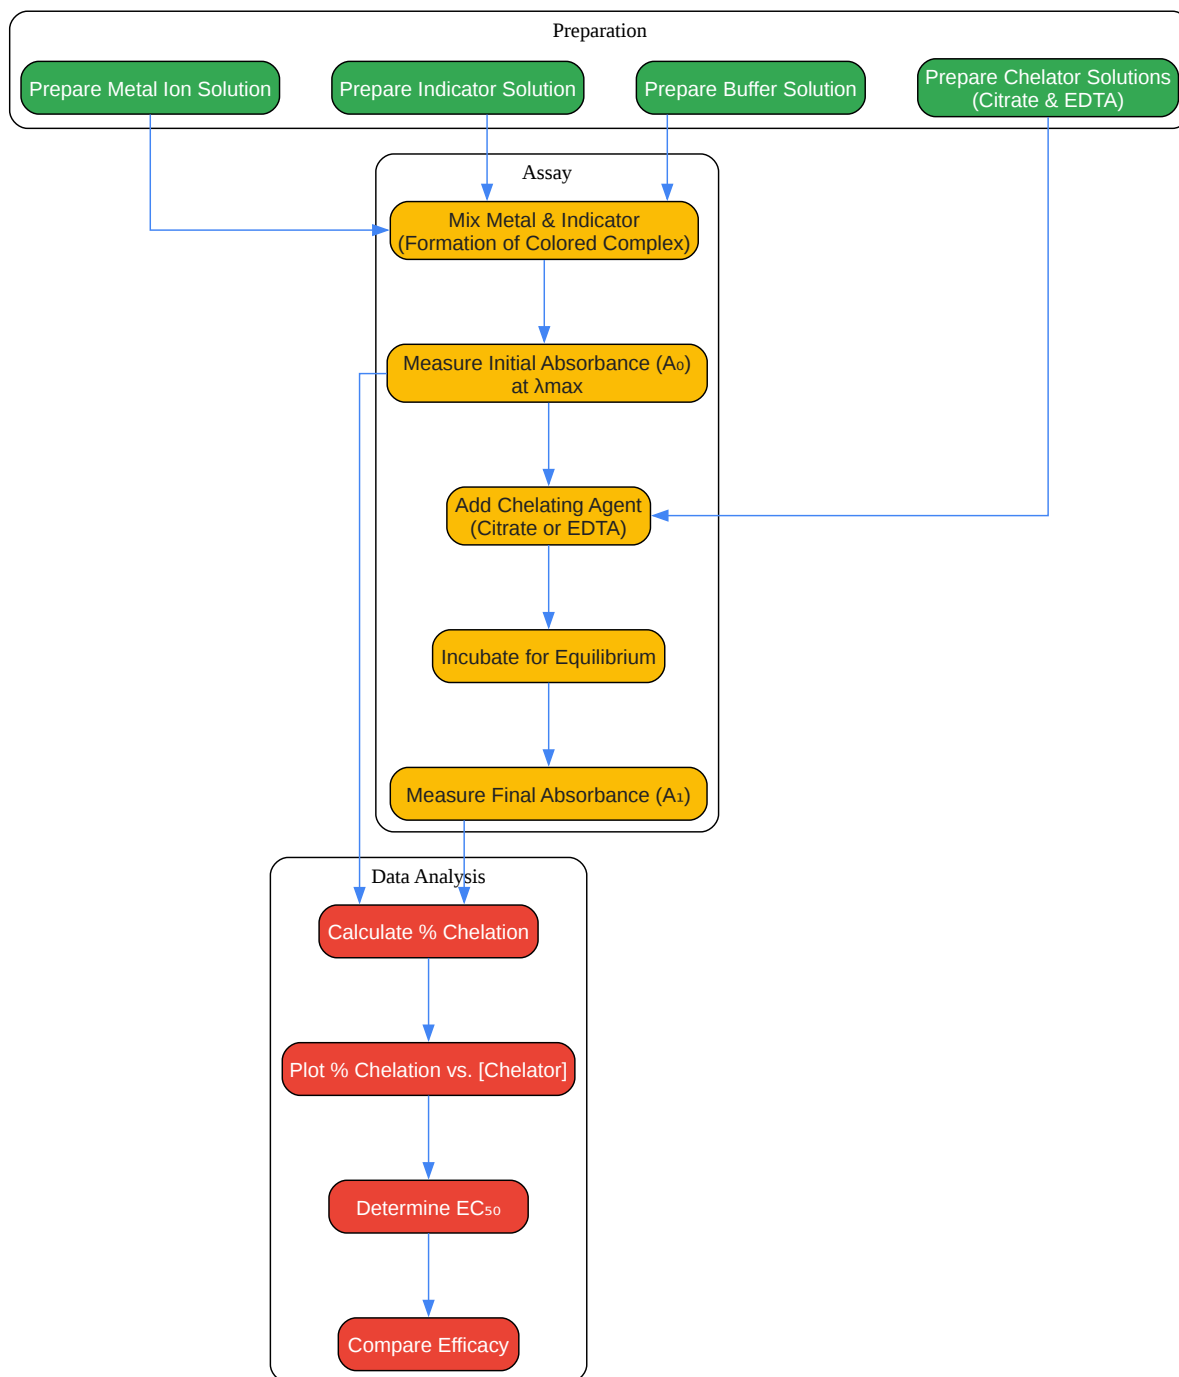 Preparation
Prepare Metal Ion Solution
Prepare Indicator Solution
Prepare Buffer Solution
Prepare Chelator Solutions
(Citrate & EDTA)
Assay
Mix Metal & Indicator
(Formation of Colored Complex)
Measure Initial Absorbance (A₀)
at λmax
Add Chelating Agent
(Citrate or EDTA)
Incubate for Equilibrium
Measure Final Absorbance (A₁)
Data Analysis
Calculate % Chelation
Plot % Chelation vs. [Chelator]
Determine EC₅₀
Compare Efficacy